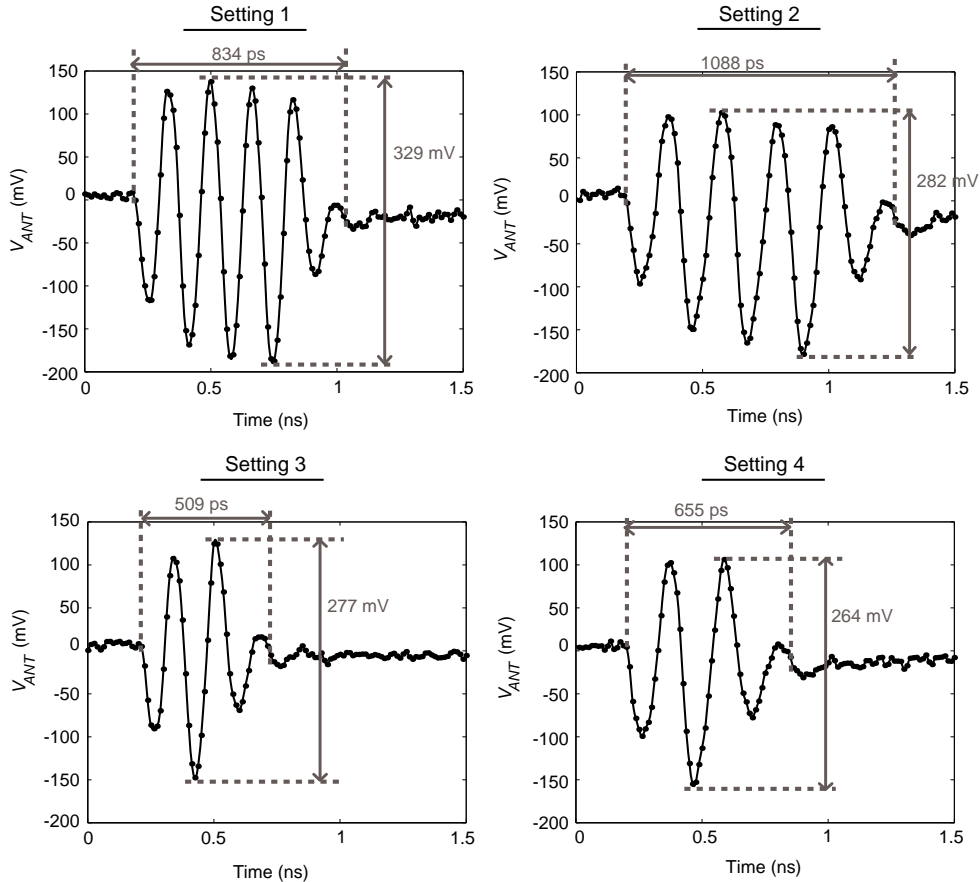 Setting 1
834 ps
150
100
50
0
-50
-100
-150
-200
V_ANT (mV)
329 mV
0
0.5
1
1.5
Time (ns)
Setting 2
1088 ps
150
100
50
0
-50
-100
-150
-200
V_ANT (mV)
282 mV
0
0.5
1
1.5
Time (ns)
Setting 3
509 ps
150
100
50
0
-50
-100
-150
-200
V_ANT (mV)
277 mV
0
0.5
1
1.5
Time (ns)
Setting 4
655 ps
150
100
50
0
-50
-100
-150
-200
V_ANT (mV)
264 mV
0
0.5
1
1.5
Time (ns)